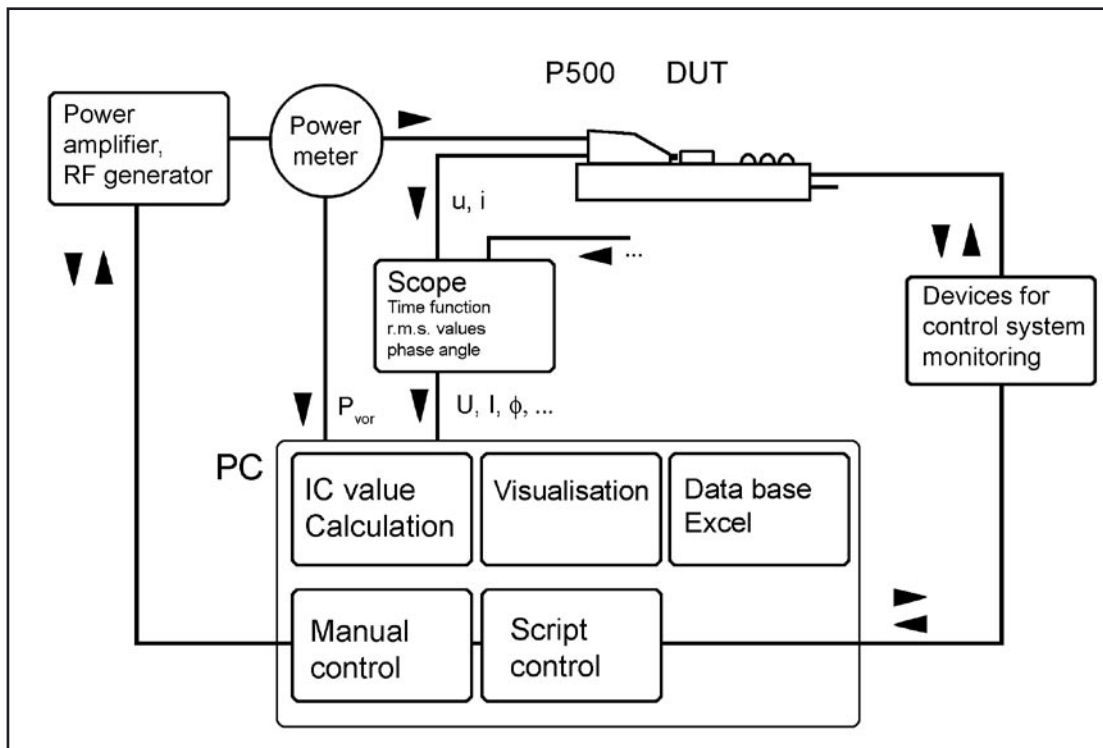 P500 DUT
Power
amplifier,
RF generator
Power
meter
u, i
...
Scope
Time function
r.m.s. values
phase angle
Devices for
control system
monitoring
Pvor
U, I, ϕ, ...
PC
IC value
Calculation
Visualisation
Data base
Excel
Manual
control
Script
control